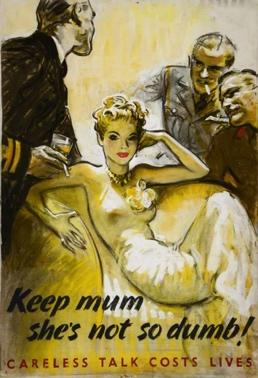 Keep mum
she's not so dumb!
CARELESS TALK COSTS LIVES